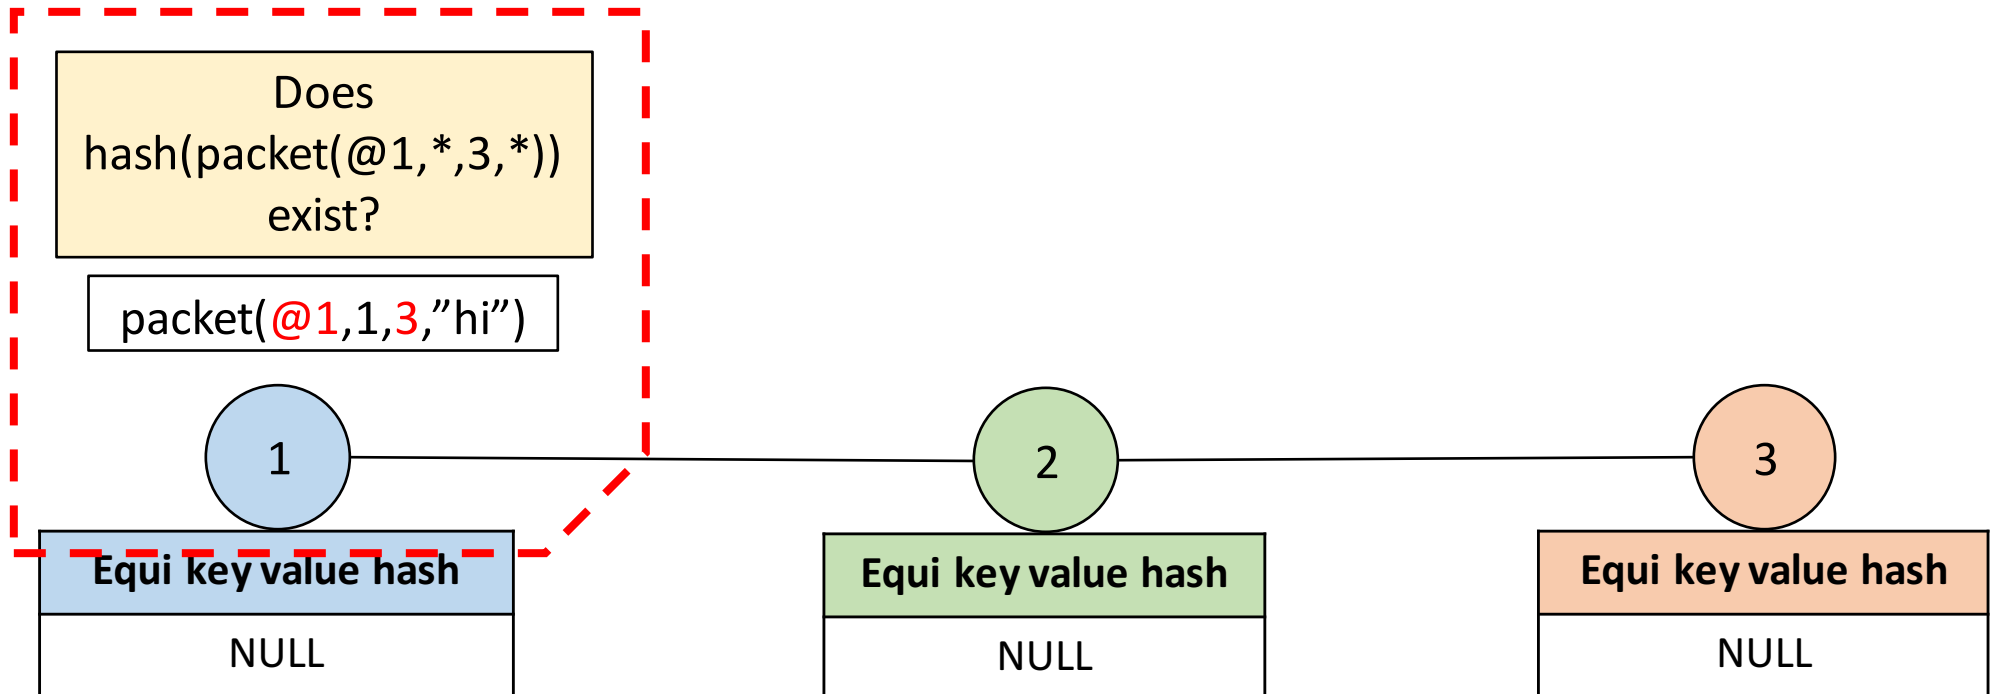 Does
hash(packet(@1,*,3,*))
exist?
packet(@1,1,3,”hi”)
1
2
3
Equi key value hash
Equi key value hash
Equi key value hash
NULL
NULL
NULL